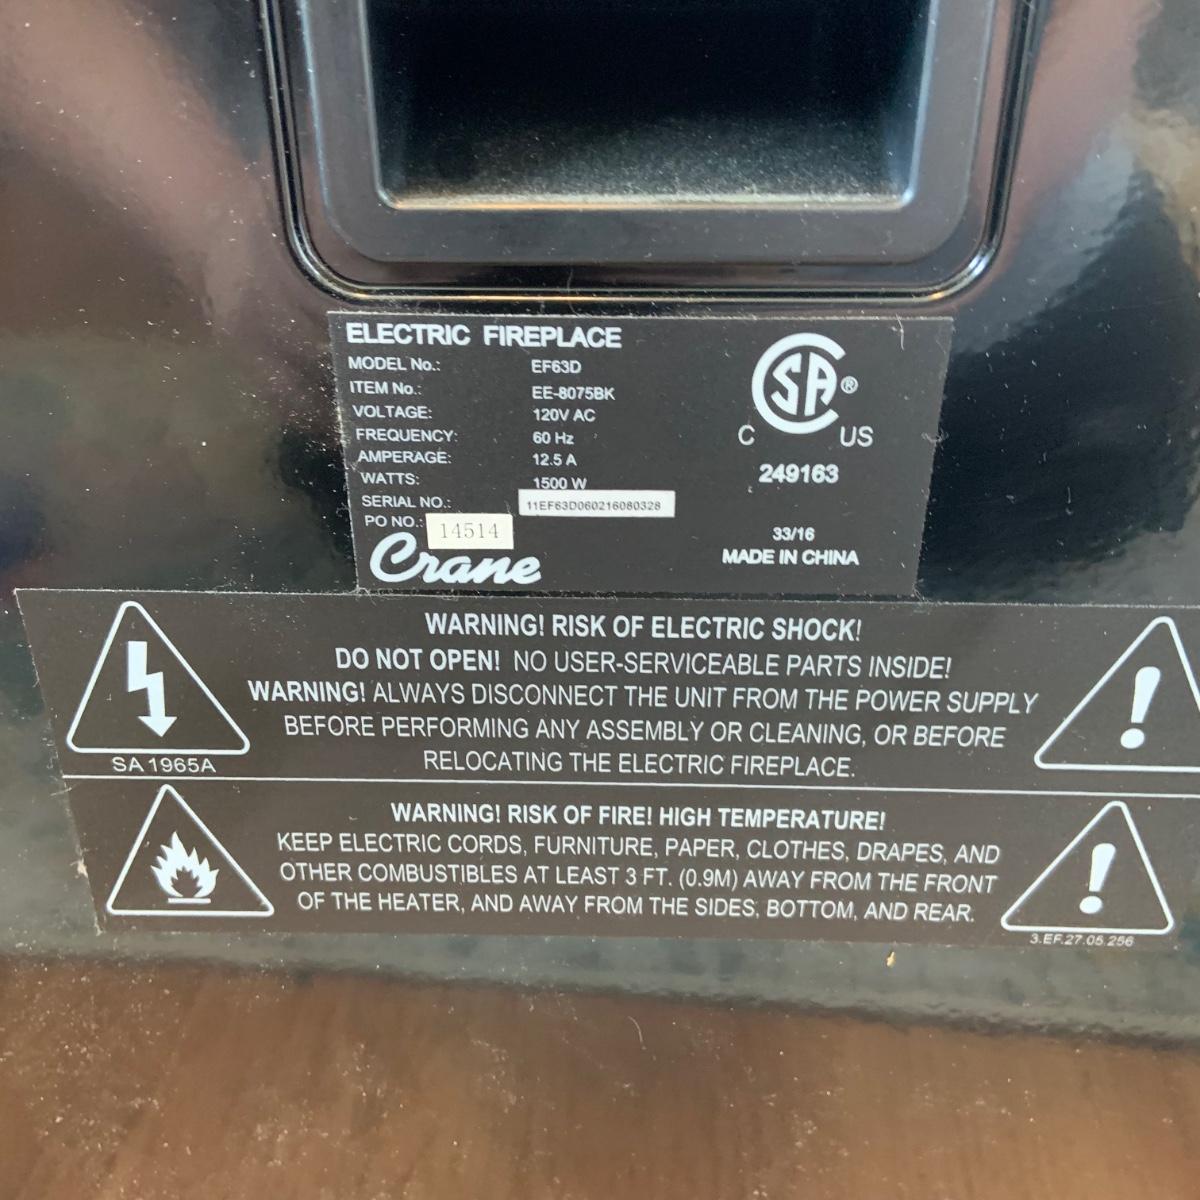 ELECTRIC FIREPLACE
MODEL No.: EF63D
ITEM No.: EE-8075BK
VOLTAGE: 120V AC
FREQUENCY: 60 Hz
AMPERAGE: 12.5 A
WATTS: 1500 W
SERIAL NO.: 11EF63D060216080328
PO NO.: 14514
Crane
SA®
C US
249163
33/16
MADE IN CHINA
WARNING! RISK OF ELECTRIC SHOCK!
DO NOT OPEN! NO USER-SERVICEABLE PARTS INSIDE!
WARNING! ALWAYS DISCONNECT THE UNIT FROM THE POWER SUPPLY
BEFORE PERFORMING ANY ASSEMBLY OR CLEANING, OR BEFORE
RELOCATING THE ELECTRIC FIREPLACE.
SA 1965A
!
WARNING! RISK OF FIRE! HIGH TEMPERATURE!
KEEP ELECTRIC CORDS, FURNITURE, PAPER, CLOTHES, DRAPES, AND
OTHER COMBUSTIBLES AT LEAST 3 FT. (0.9M) AWAY FROM THE FRONT
OF THE HEATER, AND AWAY FROM THE SIDES, BOTTOM, AND REAR.
!
3.EF.27.05.256